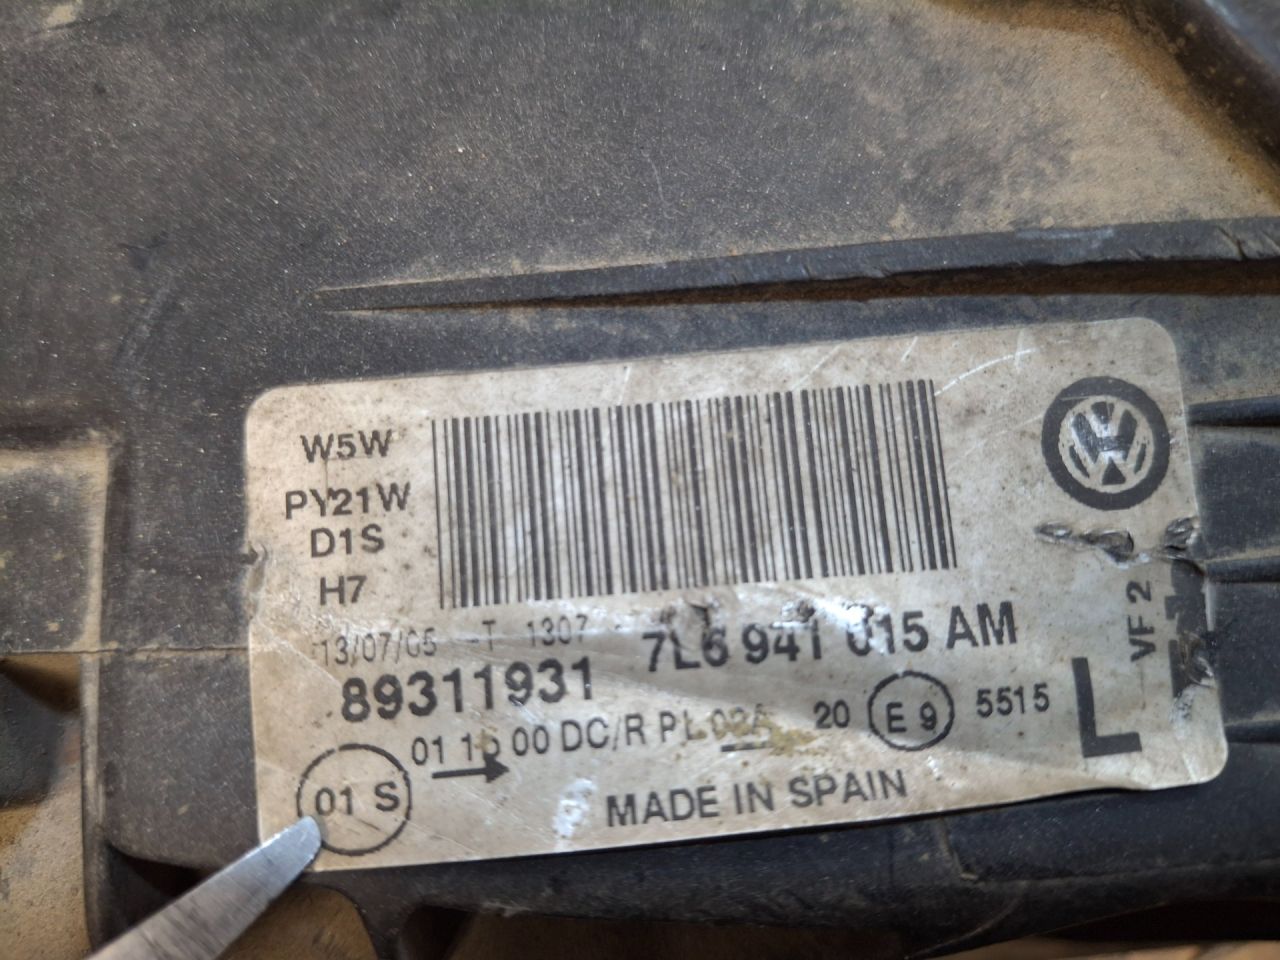 W5W
PY21W
D1S
H7
13/07/05 -T 1307
7L6 941 015 AM
89311931
01 15 00 DC/R PL 02A 20 E 9 5515
01 S
MADE IN SPAIN
L
VF 2